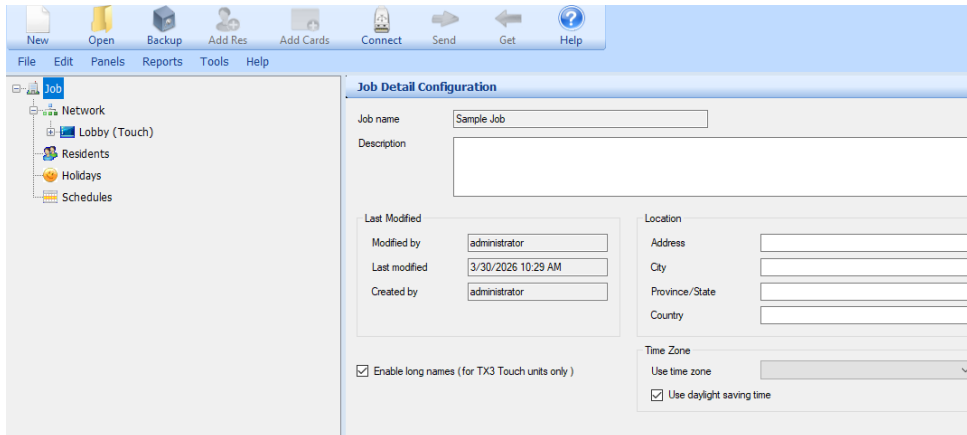 New Open Backup Add Res Add Cards Connect Send Get Help
File Edit Panels Reports Tools Help
Job
Network
Lobby (Touch)
Residents
Holidays
Schedules
Job Detail Configuration
Job name Sample Job
Description
Last Modified
Modified by administrator
Last modified 3/30/2026 10:29 AM
Created by administrator
Location
Address
City
Province/State
Country
Enable long names (for TX3 Touch units only )
Time Zone
Use time zone
Use daylight saving time